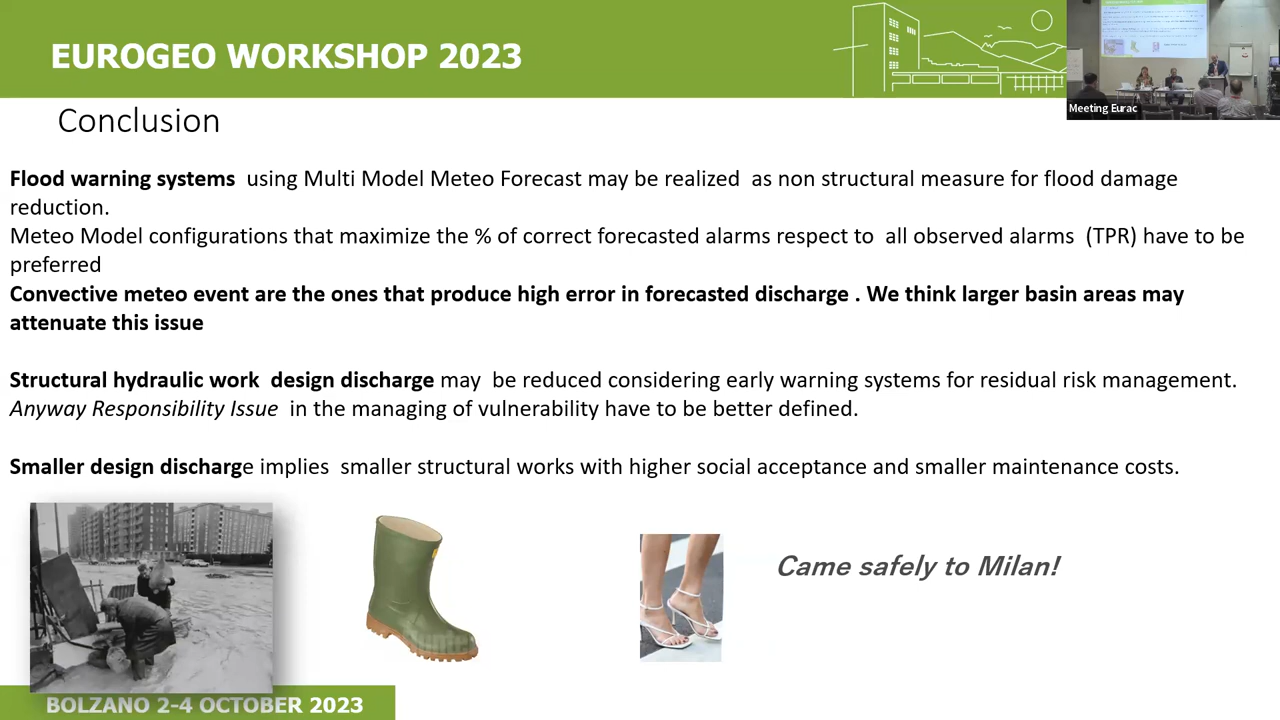 EUROGEO WORKSHOP 2023
Meeting Eurac
Conclusion
Flood warning systems using Multi Model Meteo Forecast may be realized as non structural measure for flood damage
reduction.
Meteo Model configurations that maximize the % of correct forecasted alarms respect to all observed alarms (TPR) have to be
preferred
Convective meteo event are the ones that produce high error in forecasted discharge . We think larger basin areas may
attenuate this issue
Structural hydraulic work design discharge may be reduced considering early warning systems for residual risk management.
Anyway Responsibility Issue in the managing of vulnerability have to be better defined.
Smaller design discharge implies smaller structural works with higher social acceptance and smaller maintenance costs.
Came safely to Milan!
BOLZANO 2-4 OCTOBER 2023